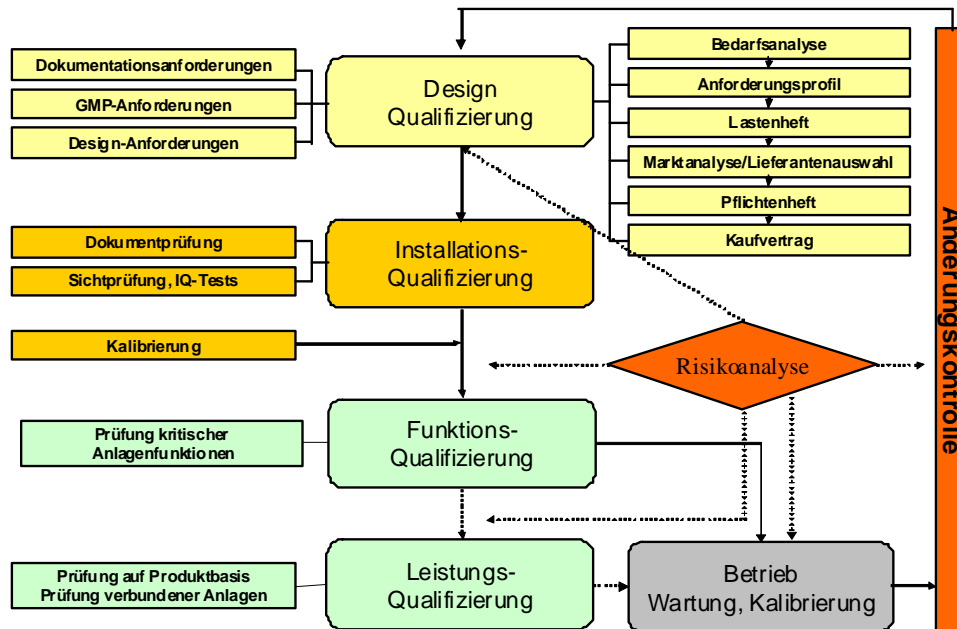 Dokumentationsanforderungen
GMP-Anforderungen
Design-Anforderungen
Design
Qualifizierung
Bedarfsanalyse
Anforderungsprofil
Lastenheft
Marktanalyse/Lieferantenauswahl
Pflichtenheft
Kaufvertrag
Dokumentprüfung
Sichtprüfung, IQ-Tests
Installations-
Qualifizierung
Kalibrierung
Risikoanalyse
Änderungskontrolle
Prüfung kritischer
Anlagenfunktionen
Funktions-
Qualifizierung
Prüfung auf Produktbasis
Prüfung verbundener Anlagen
Leistungs-
Qualifizierung
Betrieb
Wartung, Kalibrierung